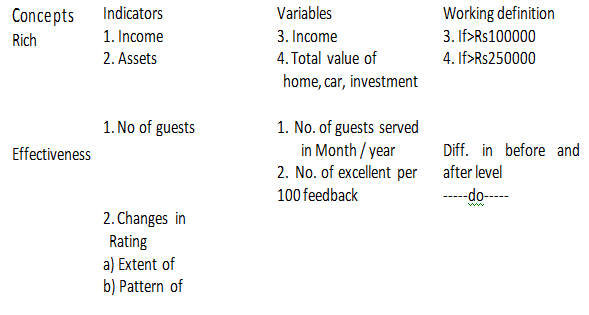 Concepts Indicators Variables Working definition
Rich 1. Income 3. Income 3. If>Rs100000
2. Assets 4. Total value of 4. If>Rs250000
home, car, investment
1. No of guests 1. No. of guests served
Effectiveness in Month / year Diff. in before and
2. No. of excellent per after level
100 feedback -----do-----
2. Changes in
Rating
a) Extent of
b) Pattern of